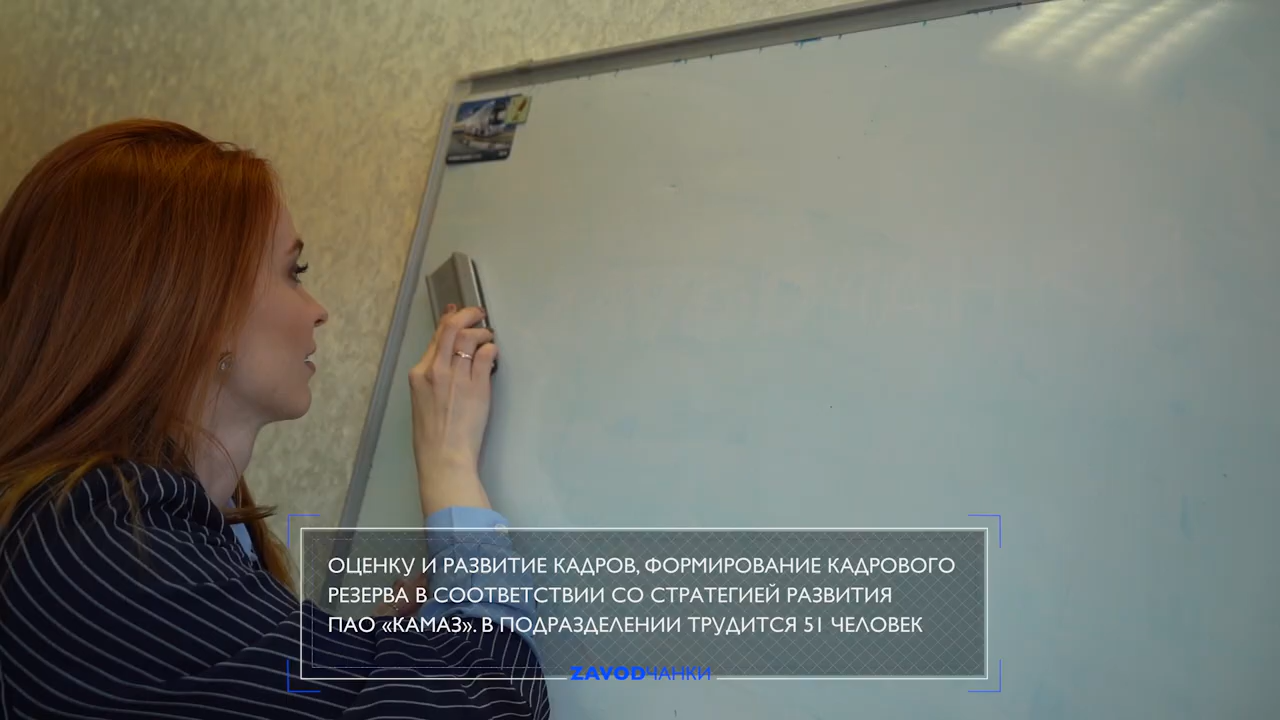 ОЦЕНКУ И РАЗВИТИЕ КАДРОВ, ФОРМИРОВАНИЕ КАДРОВОГО
РЕЗЕРВА В СООТВЕТСТВИИ СО СТРАТЕГИЕЙ РАЗВИТИЯ
ПАО «КАМАЗ». В ПОДРАЗДЕЛЕНИИ ТРУДИТСЯ 51 ЧЕЛОВЕК
ZAVODЧАНКИ